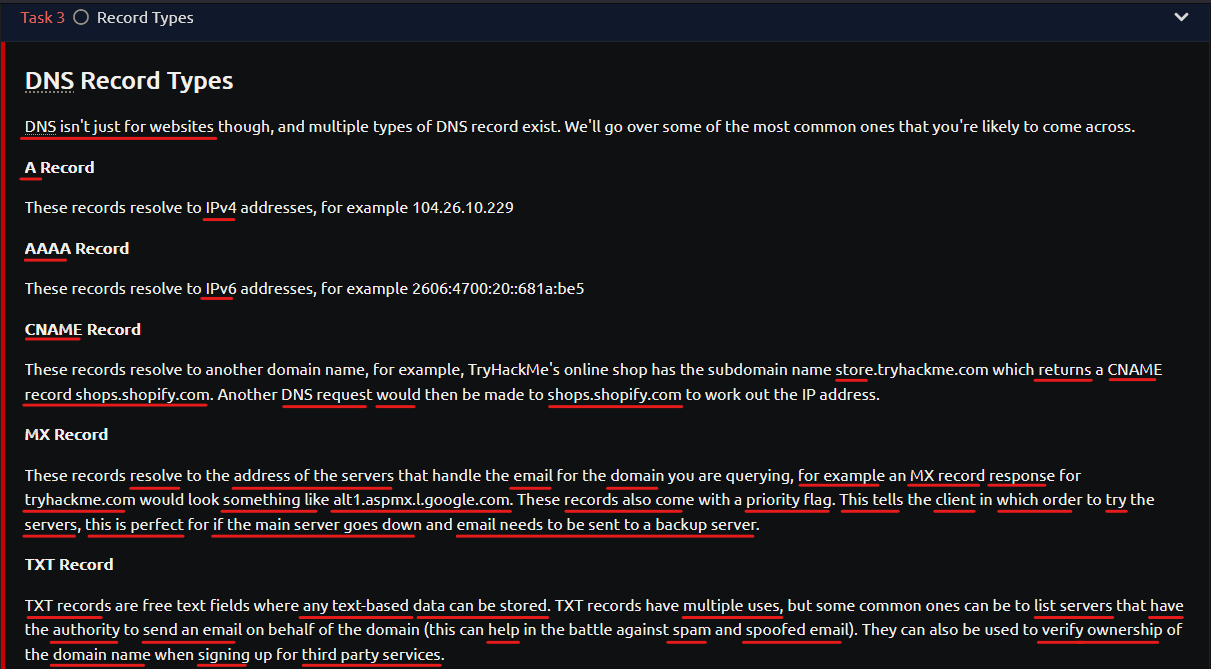 Task 3 Record Types
DNS Record Types
DNS isn't just for websites though, and multiple types of DNS record exist. We'll go over some of the most common ones that you're likely to come across.
A Record
These records resolve to IPv4 addresses, for example 104.26.10.229
AAAA Record
These records resolve to IPv6 addresses, for example 2606:4700:20::681a:be5
CNAME Record
These records resolve to another domain name, for example, TryHackMe's online shop has the subdomain name store.tryhackme.com which returns a CNAME
record shops.shopify.com. Another DNS request would then be made to shops.shopify.com to work out the IP address.
MX Record
These records resolve to the address of the servers that handle the email for the domain you are querying, for example an MX record response for
tryhackme.com would look something like alt1.aspmx.l.google.com. These records also come with a priority flag. This tells the client in which order to try the
servers, this is perfect for if the main server goes down and email needs to be sent to a backup server.
TXT Record
TXT records are free text fields where any text-based data can be stored. TXT records have multiple uses, but some common ones can be to list servers that have
the authority to send an email on behalf of the domain (this can help in the battle against spam and spoofed email). They can also be used to verify ownership of
the domain name when signing up for third party services.